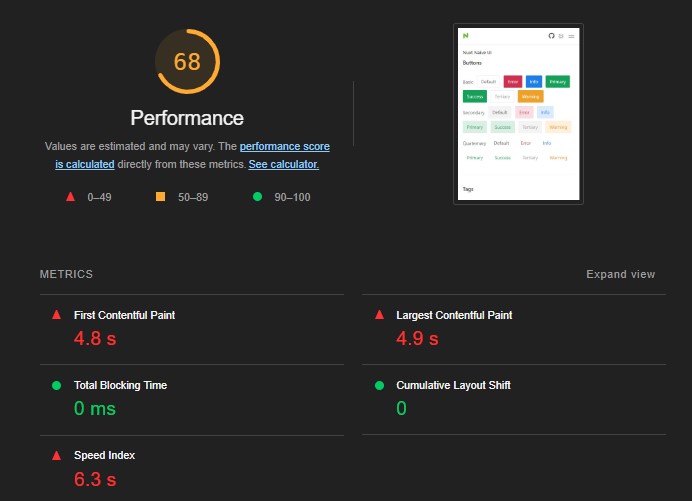 68
Performance
Values are estimated and may vary. The performance score
is calculated directly from these metrics. See calculator.
0–49
50–89
90–100
N
Nuxt Naive UI
Buttons
Basic Default Error Info Primary
Success Tertiary Warning
Secondary Default Error Info
Primary Success Tertiary Warning
Quaternary Default Error Info
Primary Success Tertiary Warning
Tags
METRICS
Expand view
First Contentful Paint
4.8 s
Largest Contentful Paint
4.9 s
Total Blocking Time
0 ms
Cumulative Layout Shift
0
Speed Index
6.3 s